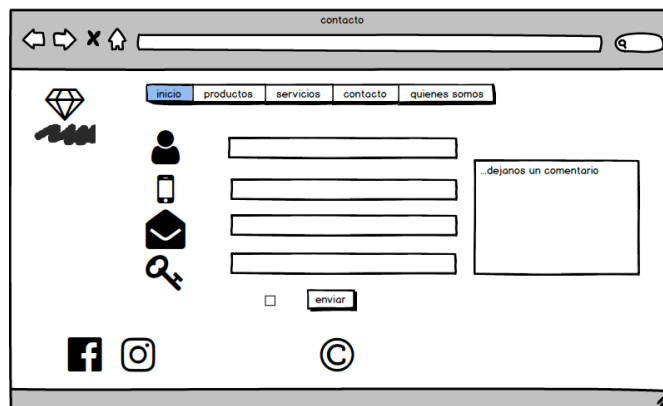 contacto
inicio productos servicios contacto quienes somos
...dejanos un comentario
enviar
©